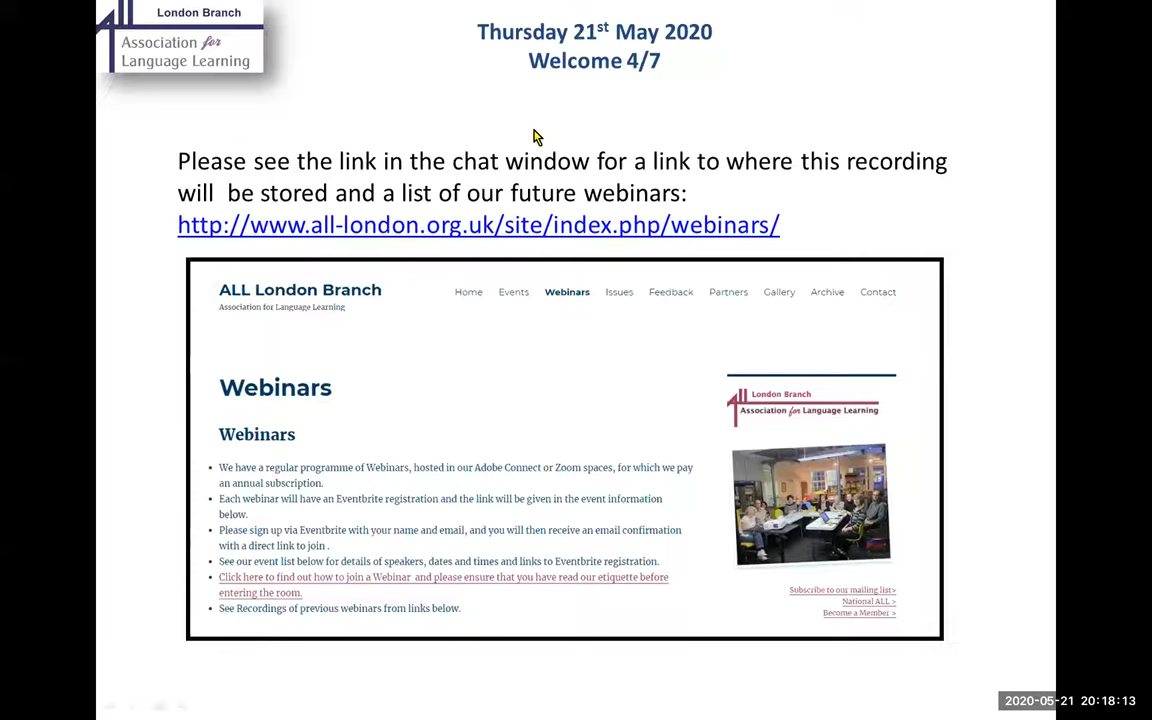 London Branch
Association for
Language Learning
Thursday 21st May 2020
Welcome 4/7
Please see the link in the chat window for a link to where this recording
will be stored and a list of our future webinars:
http://www.all-london.org.uk/site/index.php/webinars/
ALL London Branch
Association for Language Learning
Home Events Webinars Issues Feedback Partners Gallery Archive Contact
Webinars
Webinars
• We have a regular programme of Webinars, hosted in our Adobe Connect or Zoom spaces, for which we pay
an annual subscription.
• Each webinar will have an Eventbrite registration and the link will be given in the event information
below.
• Please sign up via Eventbrite with your name and email, and you will then receive an email confirmation
with a direct link to join .
• See our event list below for details of speakers, dates and times and links to Eventbrite registration.
• Click here to find out how to join a Webinar and please ensure that you have read our etiquette before
entering the room.
• See Recordings of previous webinars from links below.
all London Branch
Association for Language Learning
Subscribe to our mailing list>
National ALL >
Become a Member >
2020-05-21 20:18:13